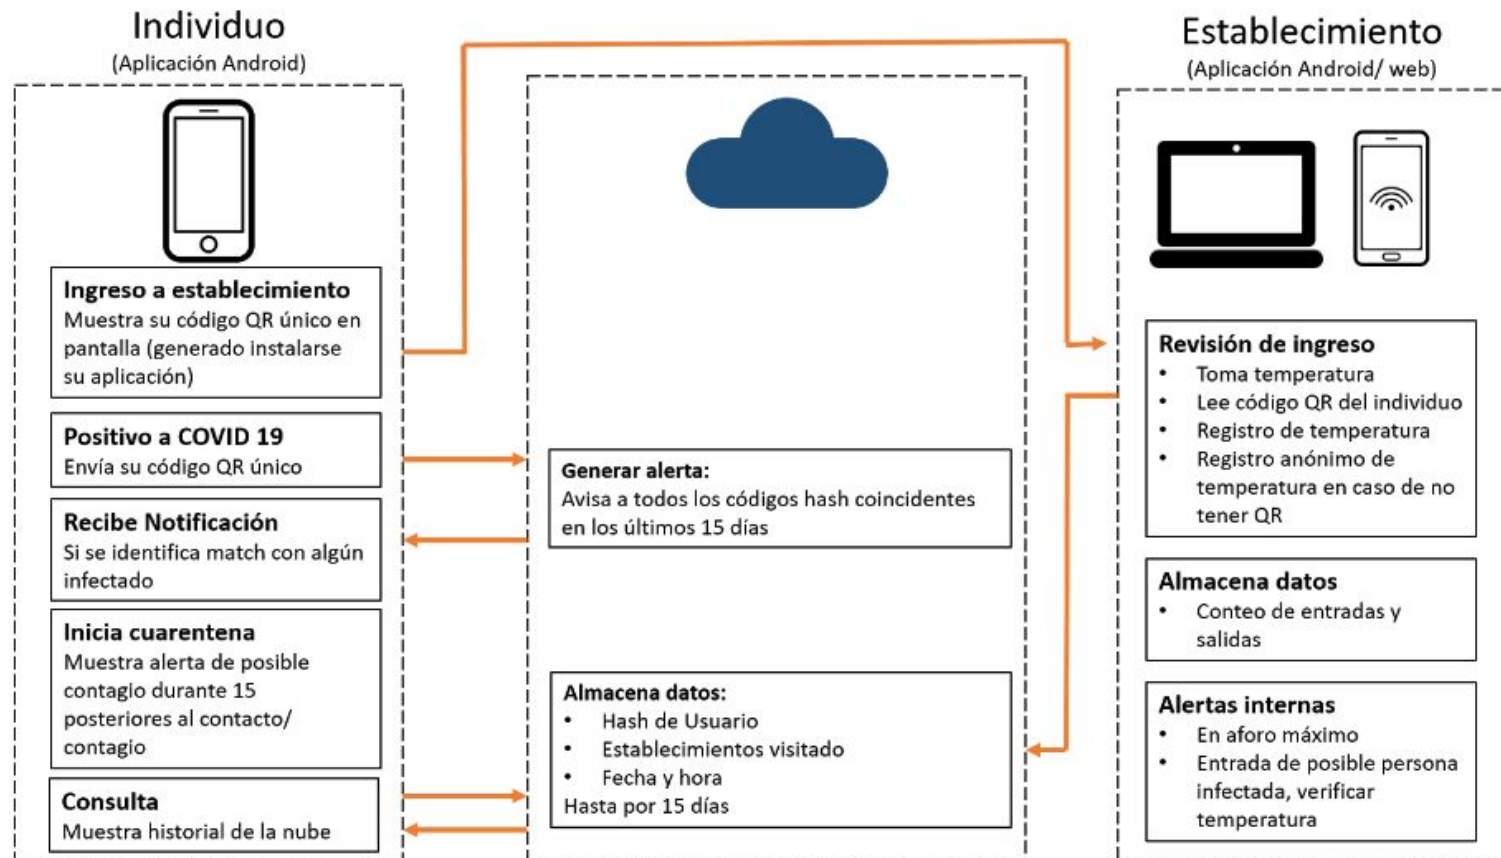 Individuo
(Aplicación Android)
Ingreso a establecimiento
Muestra su código QR único en
pantalla (generado instalarse
su aplicación)
Positivo a COVID 19
Envía su código QR único
Recibe Notificación
Si se identifica match con algún
infectado
Inicia cuarentena
Muestra alerta de posible
contagio durante 15
posteriores al contacto/
contagio
Consulta
Muestra historial de la nube
Generar alerta:
Avisa a todos los códigos hash coincidentes
en los últimos 15 días
Almacena datos:
• Hash de Usuario
• Establecimientos visitado
• Fecha y hora
Hasta por 15 días
Establecimiento
(Aplicación Android/ web)
Revisión de ingreso
• Toma temperatura
• Lee código QR del individuo
• Registro de temperatura
• Registro anónimo de
temperatura en caso de no
tener QR
Almacena datos
• Conteo de entradas y
salidas
Alertas internas
• En aforo máximo
• Entrada de posible persona
infectada, verificar
temperatura